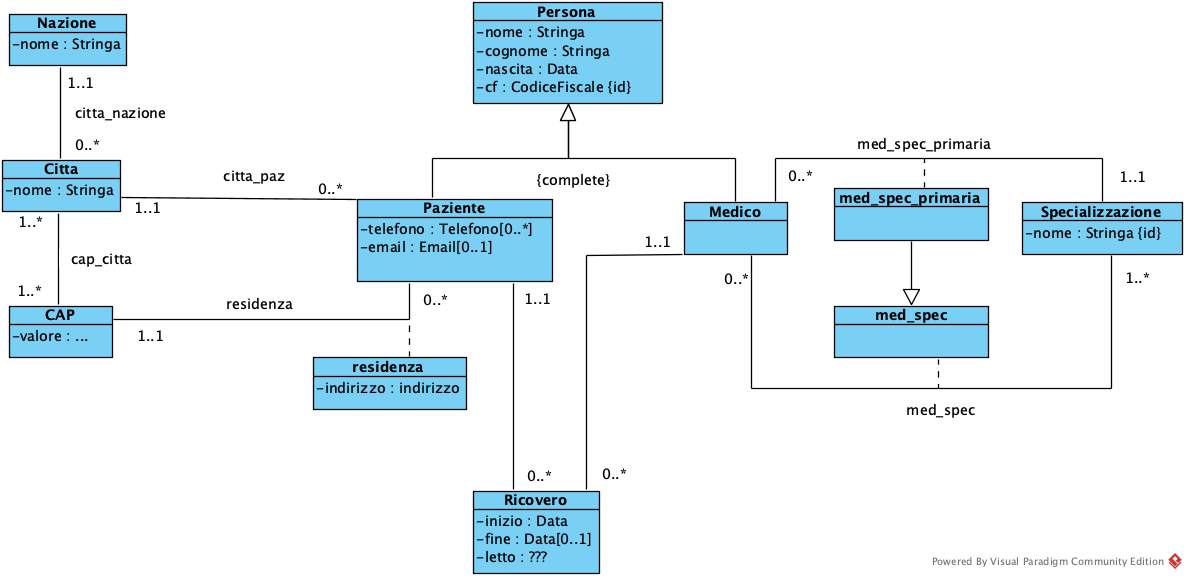 Nazione
-nome : Stringa
1..1
citta_nazione
0..*
Citta
-nome : Stringa
1..*
1..1
citta_paz
0..*
cap_citta
1..*
CAP
-valore : ...
1..1
residenza
0..*
residenza
-indirizzo : indirizzo
Persona
-nome : Stringa
-cognome : Stringa
-nascita : Data
-cf : CodiceFiscale {id}
{complete}
Paziente
-telefono : Telefono[0..*]
-email : Email[0..1]
1..1
0..*
Medico
1..1
0..*
Ricovero
-inizio : Data
-fine : Data[0..1]
-letto : ???
med_spec_primaria
0..*
1..1
med_spec_primaria
Specializzazione
-nome : Stringa {id}
0..*
1..*
med_spec
med_spec
Powered By Visual Paradigm Community Edition